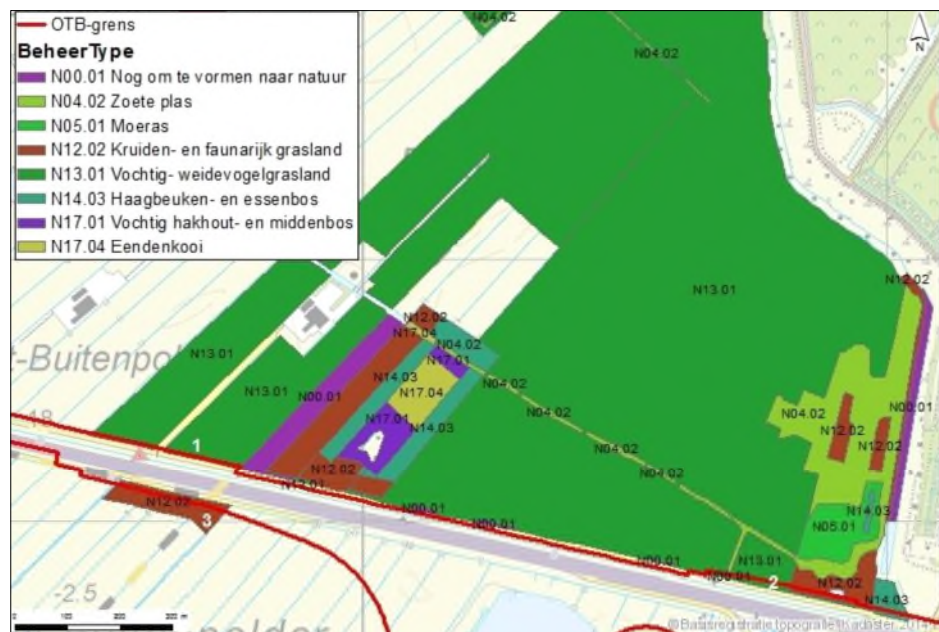 OTB-grens
BeheerType
N00.01 Nog om te vormen naar natuur
N04.02 Zoete plas
N05.01 Moeras
N12.02 Kruiden- en faunarijk grasland
N13.01 Vochtig- weidevogelgrasland
N14.03 Haagbeuken- en essenbos
N17.01 Vochtig hakhout- en middenbos
N17.04 Eendenkooi
N04.02
N04.02
N
N12.02
N13.01
N12.02
N17.04
N04.02
N17.01
t-Buitenpol
N13.01
N14.03
N04.02
N13.01
N00.01
N17.04
N00.01
N04.02
N04.02
N17.01
N14.03
N12.02
N12.02
-18
1
N04.02
N12.02
N04.02
N13.01
N12.02
N00.01
N14.03
N00.01
N05.01
3
N00.01
N13.01
N00.01
2
N12.02
-2.5
N14.03
polder
© Basisregistratie topografie Kadaster 2014